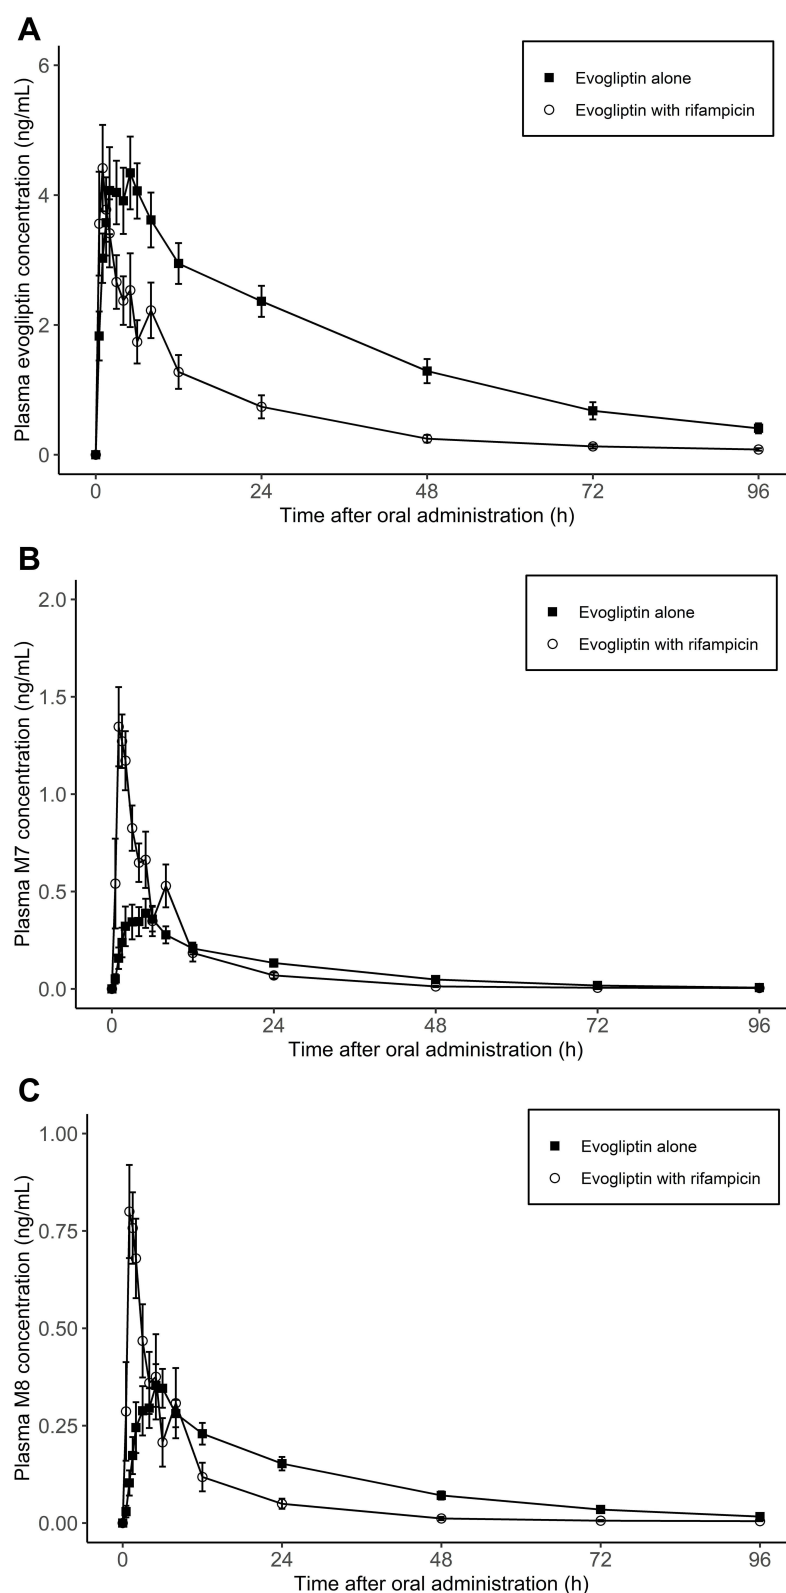 A
Plasma evogliptin concentration (ng/mL)
6
4
2
0
Evogliptin alone
Evogliptin with rifampicin
0 24 48 72 96
Time after oral administration (h)
B
Plasma M7 concentration (ng/mL)
2.0
1.5
1.0
0.5
0.0
Evogliptin alone
Evogliptin with rifampicin
0 24 48 72 96
Time after oral administration (h)
C
Plasma M8 concentration (ng/mL)
1.00
0.75
0.50
0.25
0.00
Evogliptin alone
Evogliptin with rifampicin
0 24 48 72 96
Time after oral administration (h)